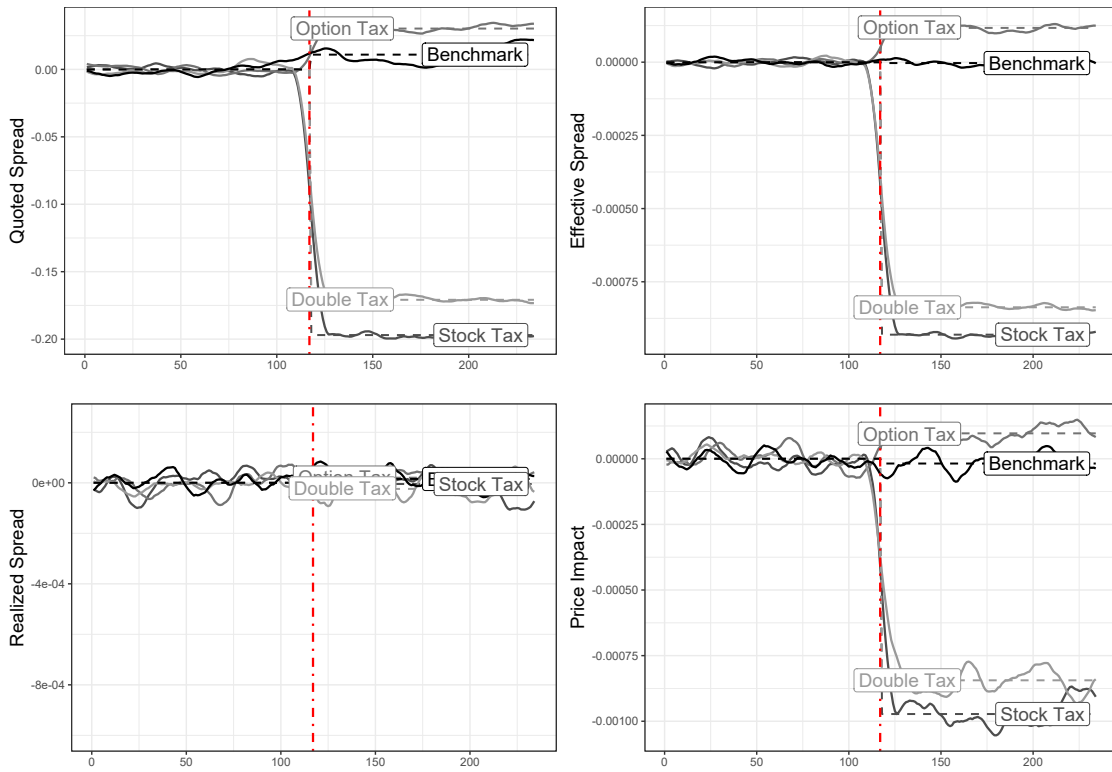 Quoted Spread
0.00
-0.05
-0.10
-0.15
-0.20
Option Tax
Benchmark
Double Tax
Stock Tax
0
50
100
150
200
Effective Spread
0.00000
-0.00025
-0.00050
-0.00075
Option Tax
Benchmark
Double Tax
Stock Tax
0
50
100
150
200
Realized Spread
0e+00
-4e-04
-8e-04
Option Tax
Double Tax
Stock Tax
0
50
100
150
200
Price Impact
0.00000
-0.00025
-0.00050
-0.00075
-0.00100
Option Tax
Benchmark
Double Tax
Stock Tax
0
50
100
150
200